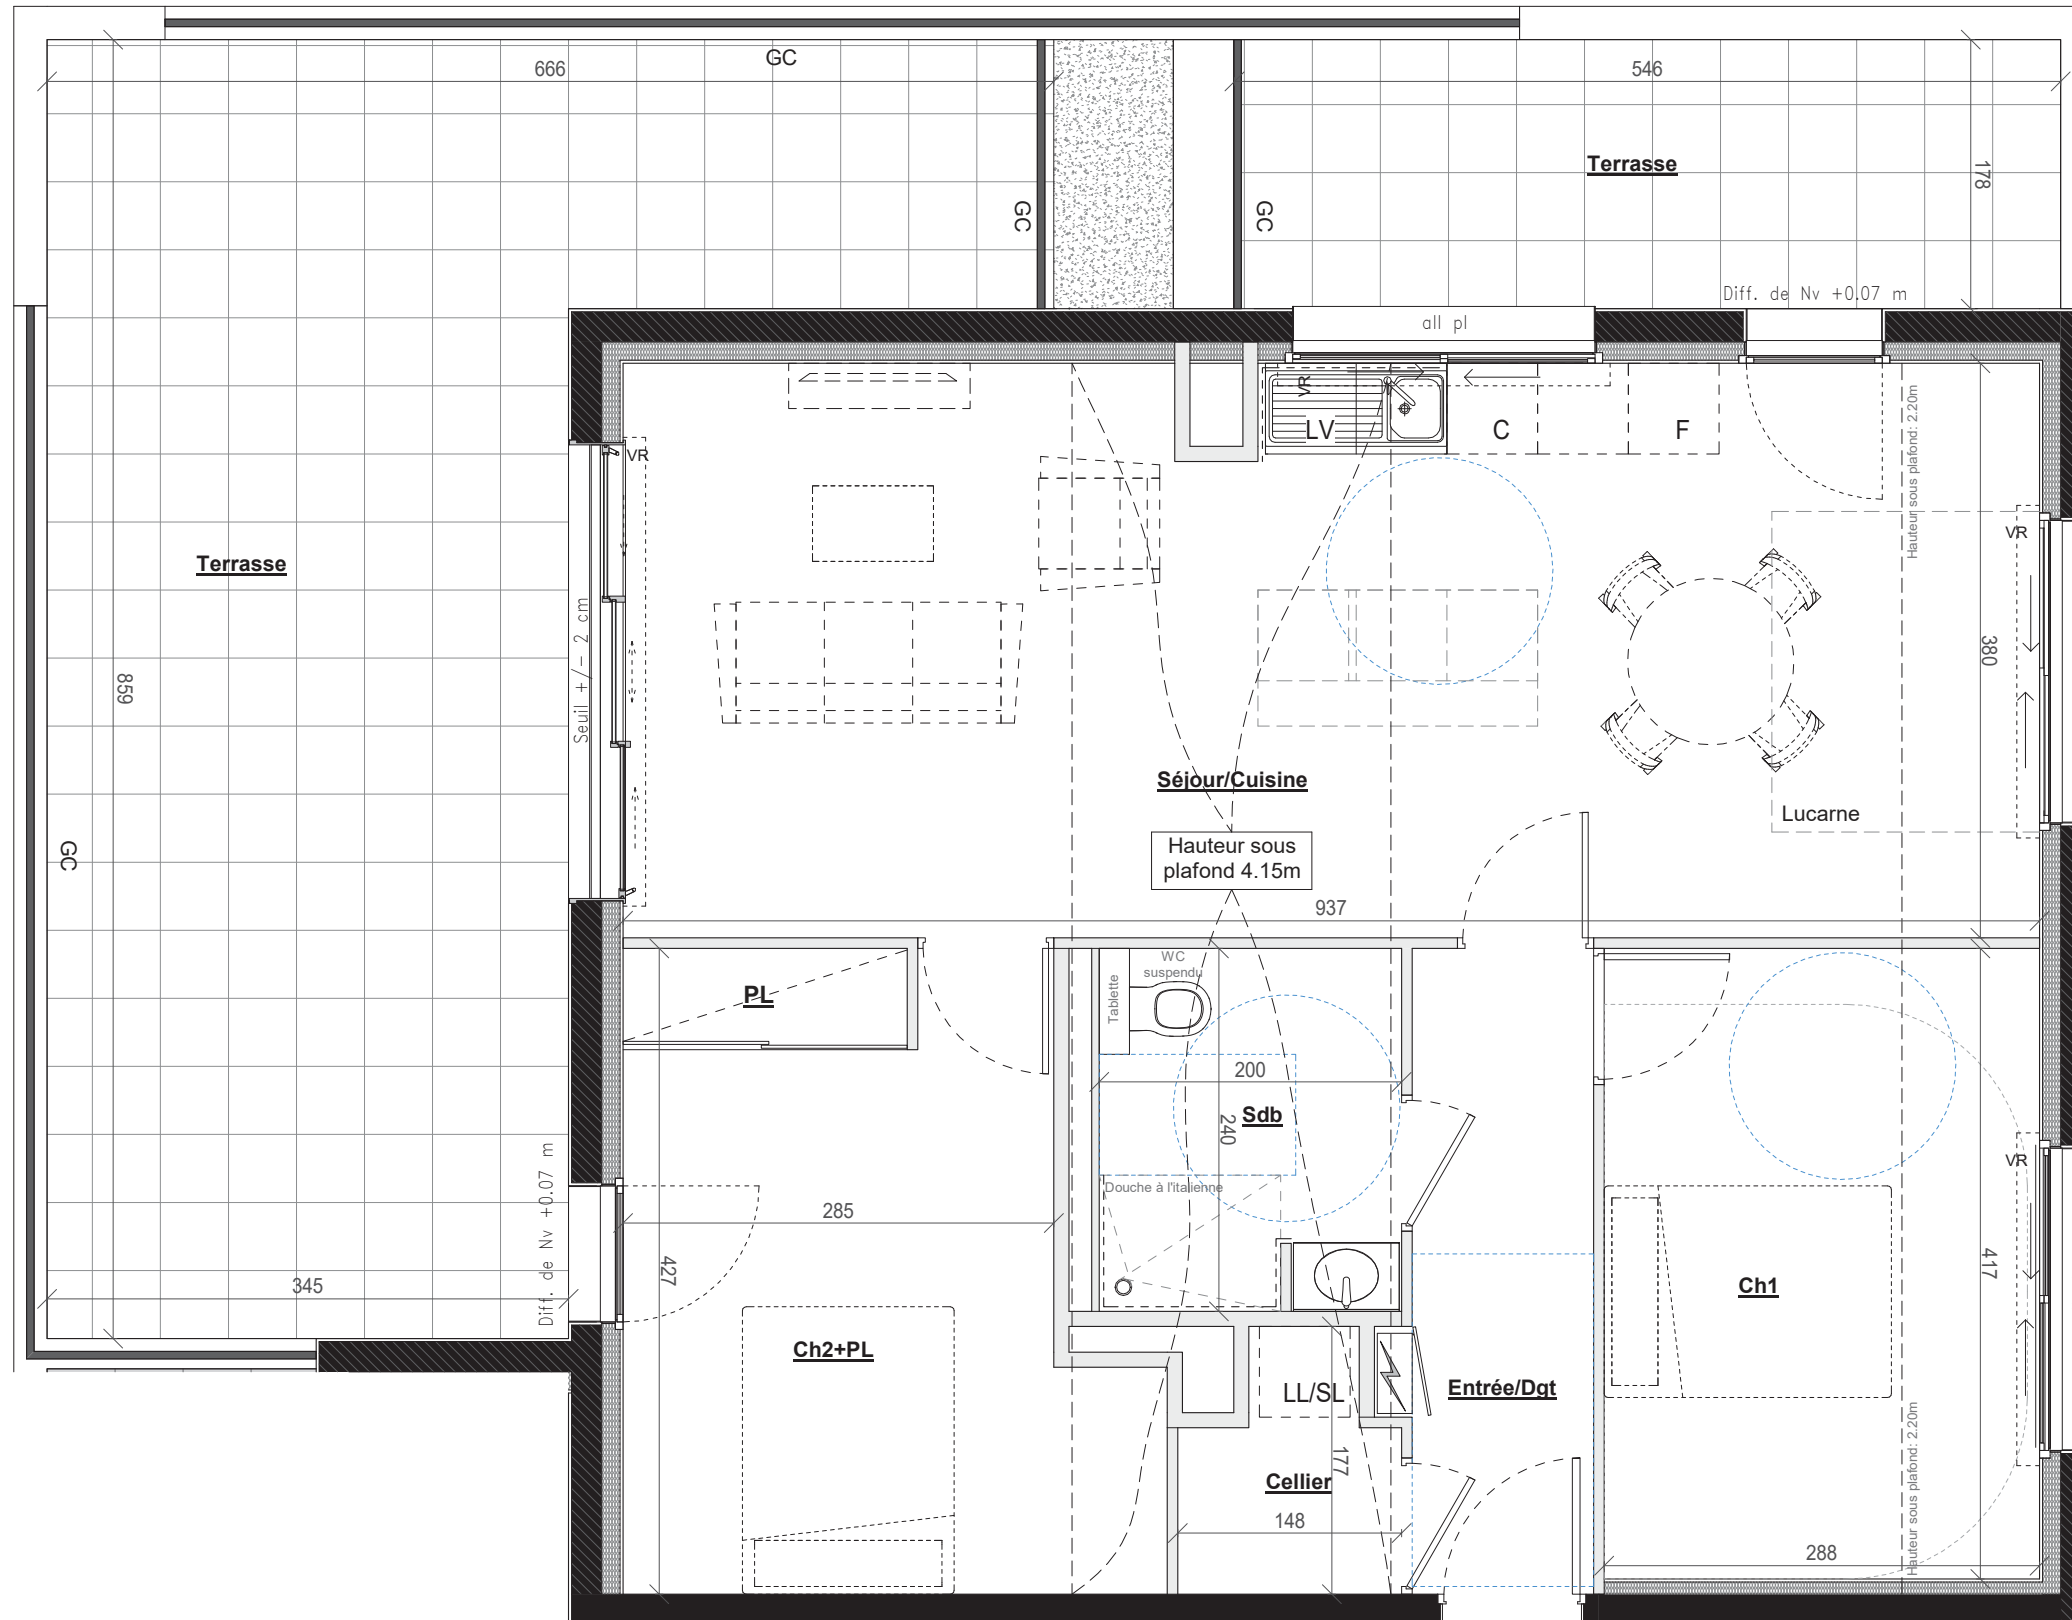 GC
666
546
Terrasse
178
GC
GC
Diff. de Nv +0.07 m
all pl
VR
LV
C
F
Hauteur sous plafond: 2.20m
VR
VR
Terrasse
859
Seuil +/- 2 cm
380
Séjour/Cuisine
Lucarne
Hauteur sous
plafond 4.15m
GC
937
WC
suspendu
Tablette
PL
200
Sdb
240
VR
Douche à l'italienne
Diff. de Nv +0.07 m
285
427
345
417
Ch1
Ch2+PL
LL/SL
Entrée/Dgt
177
Cellier
148
Hauteur sous plafond: 2.20m
288